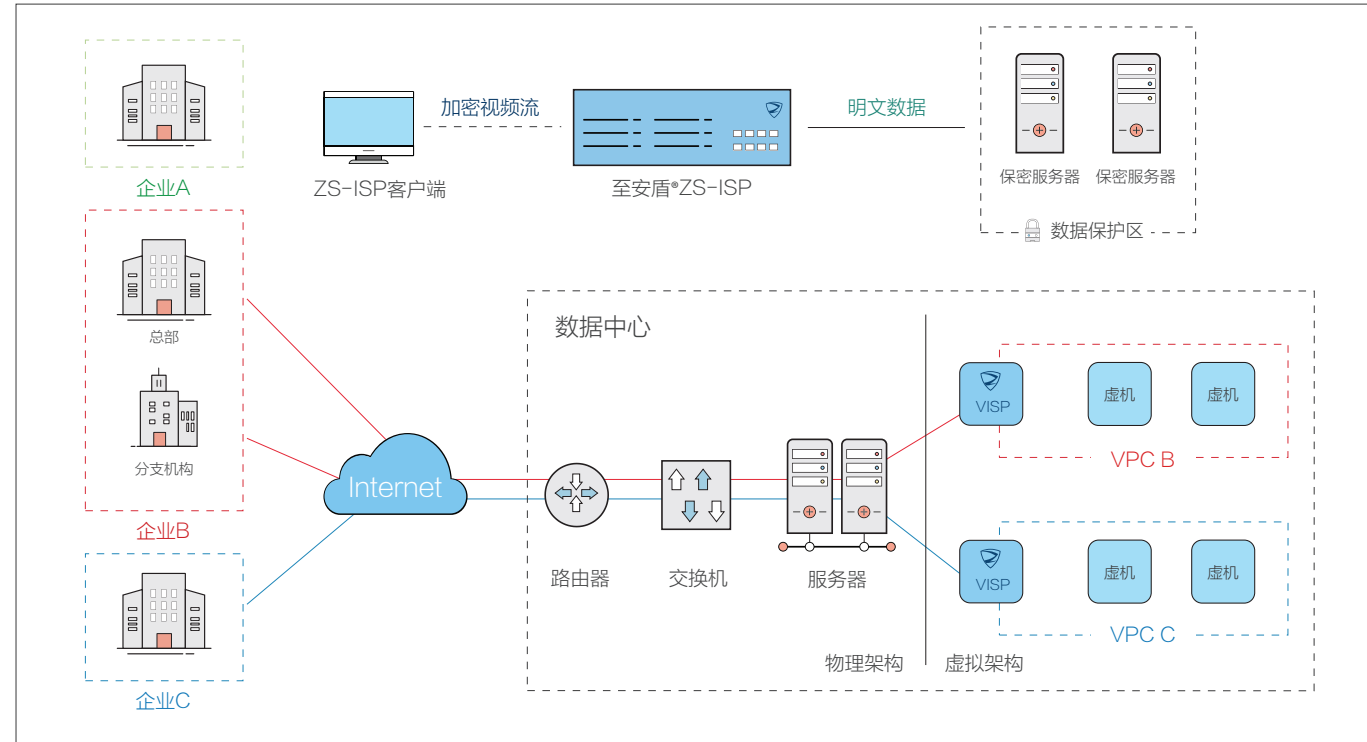 企业A
ZS-ISP客户端
加密视频流
至安盾®ZS-ISP
明文数据
保密服务器
保密服务器
数据保护区
总部
分支机构
企业B
企业C
Internet
数据中心
路由器
交换机
服务器
物理架构
虚拟架构
VISP
虚机
虚机
VPC B
VISP
虚机
虚机
VPC C